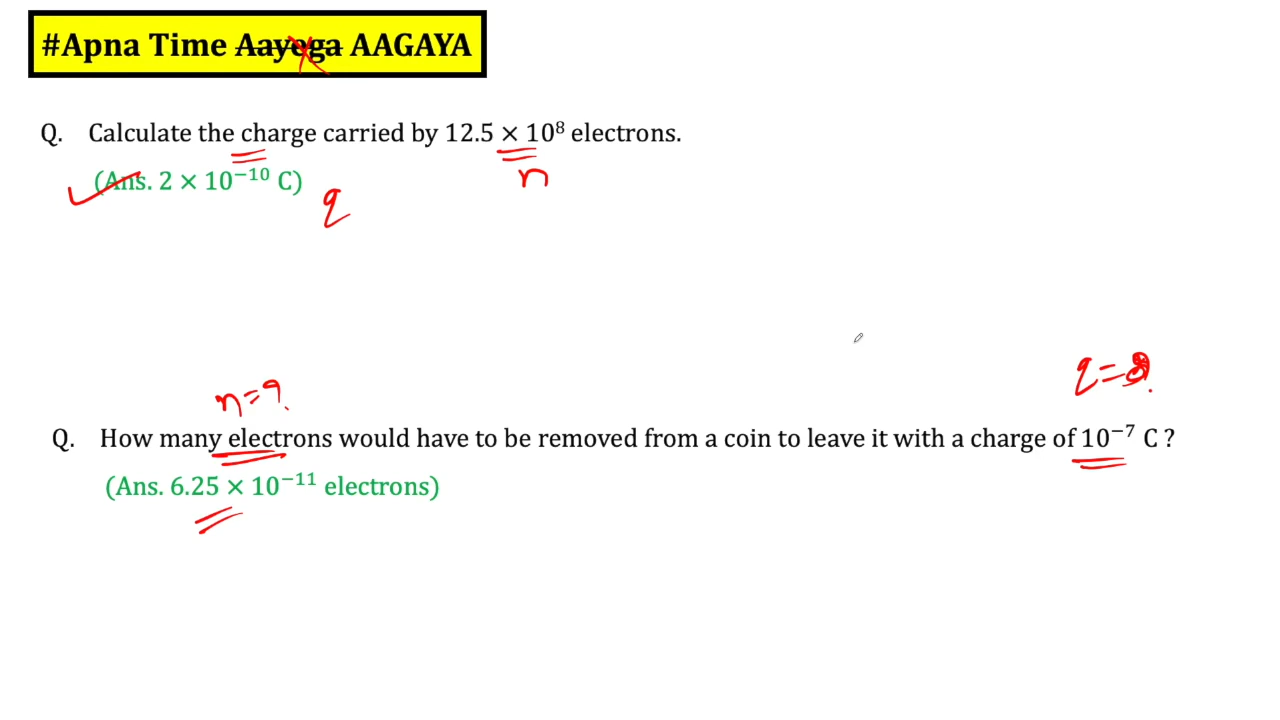 #Apna Time Aayega AAGAYA
Q. Calculate the charge carried by 12.5 × 10⁸ electrons.
(Ans. 2 × 10⁻¹⁰ C)
n
q
n=?
q=
Q. How many electrons would have to be removed from a coin to leave it with a charge of 10⁻⁷ C ?
(Ans. 6.25 × 10⁻¹¹ electrons)